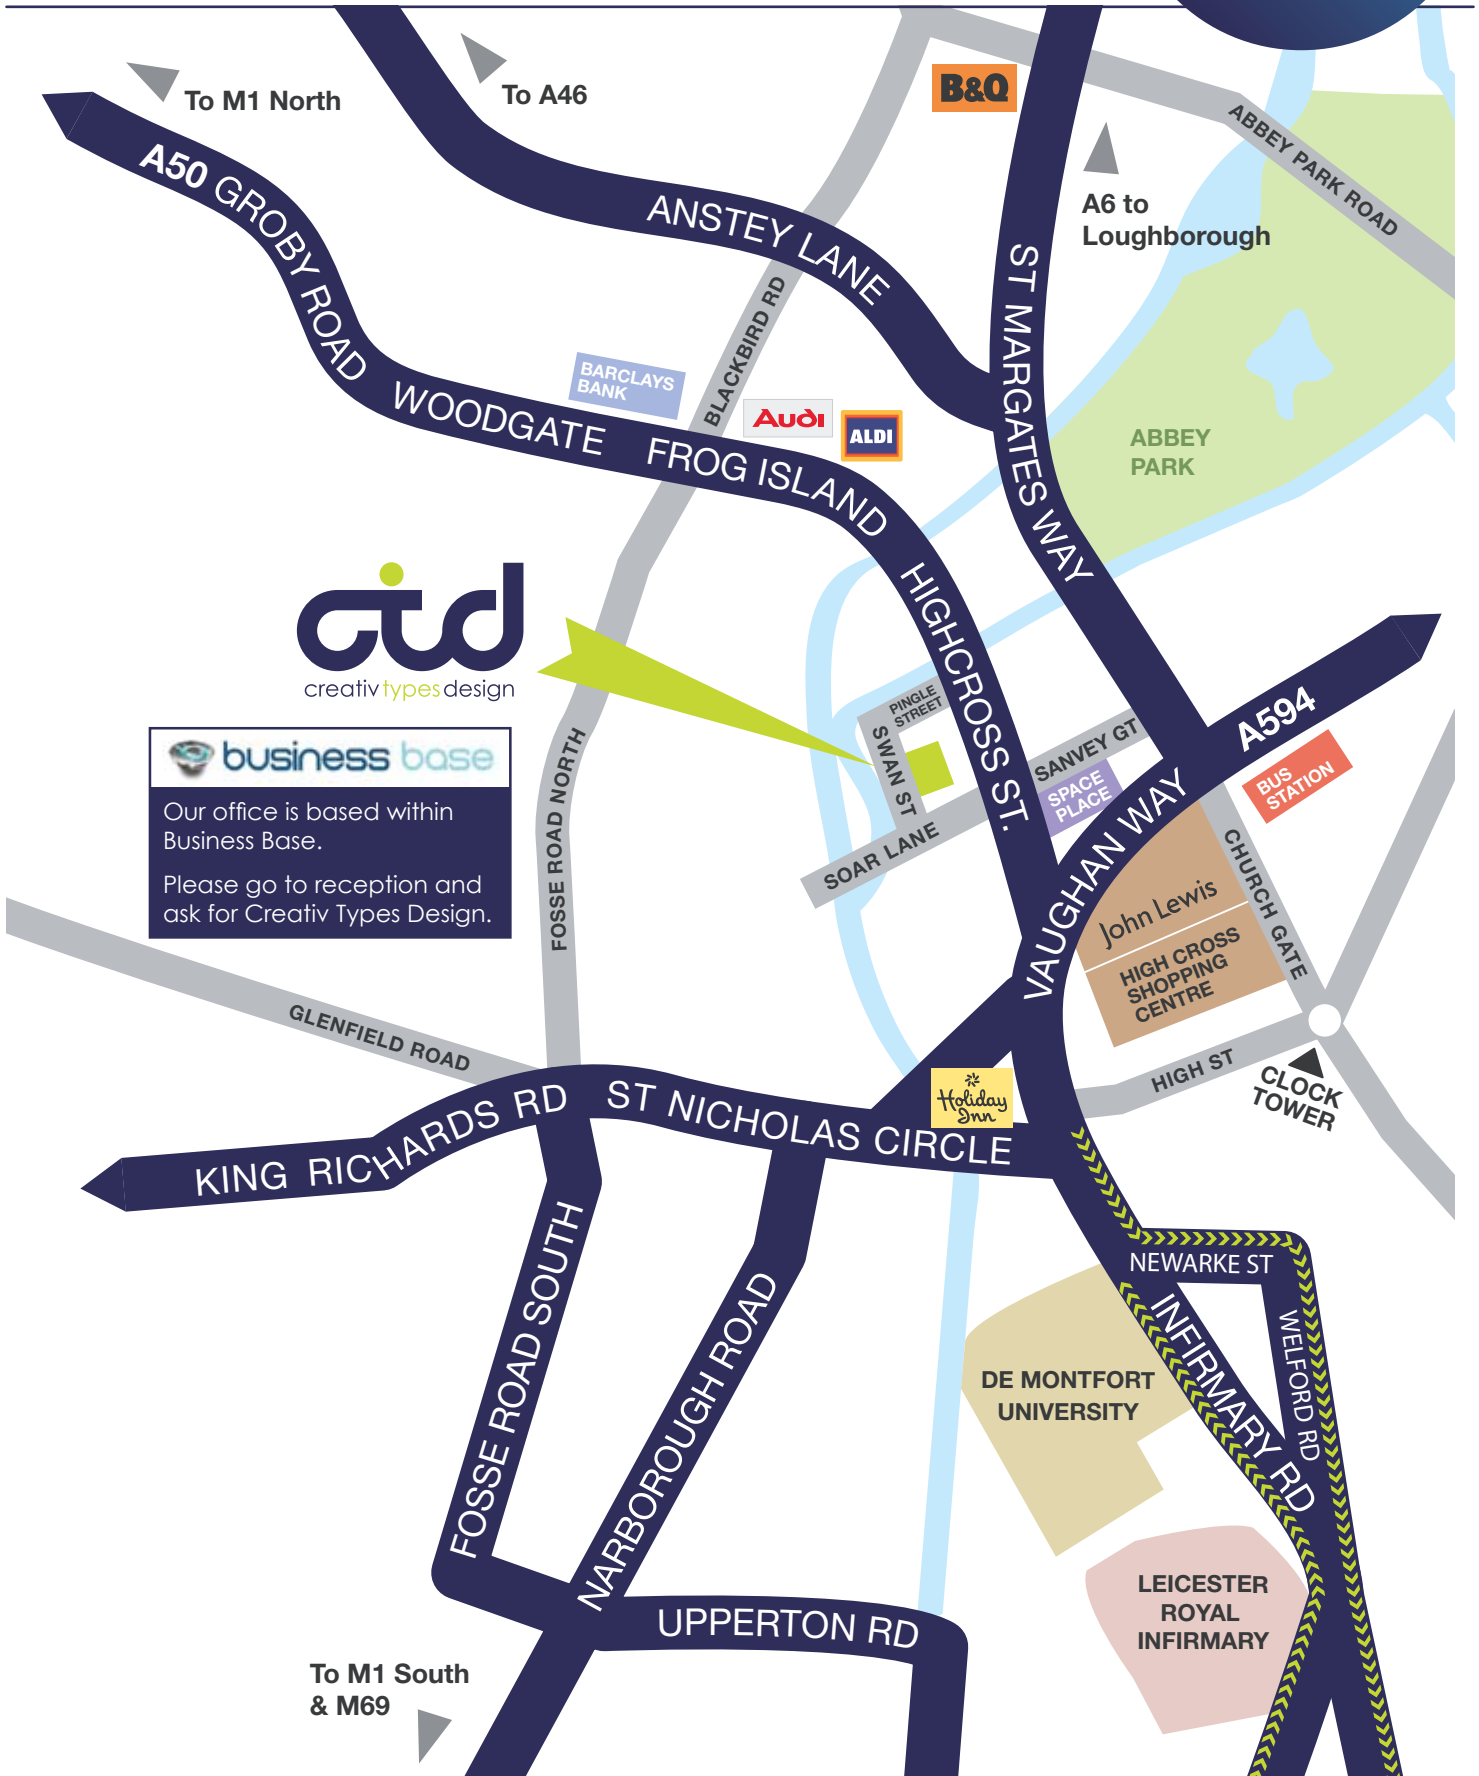 To M1 North
To A46
B&Q
ABBEY PARK ROAD
A6 to
Loughborough
A50 GROBY ROAD
ANSTEY LANE
ST MARGATES WAY
BLACKBIRD RD
BARCLAYS
BANK
Audi
ALDI
WOODGATE
FROG ISLAND
ABBEY
PARK
HIGHCROSS ST.
ctd
creativtypesdesign
PINGLE
STREET
SWAN ST
SANVEY GT
SPACE
PLACE
SOAR LANE
A594
BUS
STATION
VAUGHAN WAY
CHURCH GATE
business base
Our office is based within
Business Base.
Please go to reception and
ask for Creativ Types Design.
FOSSE ROAD NORTH
John Lewis
HIGH CROSS
SHOPPING
CENTRE
GLENFIELD ROAD
HIGH ST
CLOCK
TOWER
Holiday
Inn
KING RICHARDS RD
ST NICHOLAS CIRCLE
NEWARKE ST
WELFORD RD
INFIRMARY RD
FOSSE ROAD SOUTH
NARBOROUGH ROAD
DE MONTFORT
UNIVERSITY
LEICESTER
ROYAL
INFIRMARY
UPPERTON RD
To M1 South
& M69